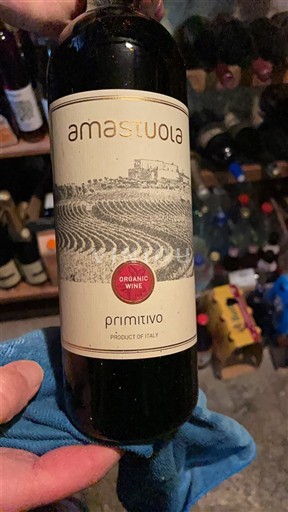 amastuola
ORGANIC
WINE
primitivo
PRODUCT OF ITALY